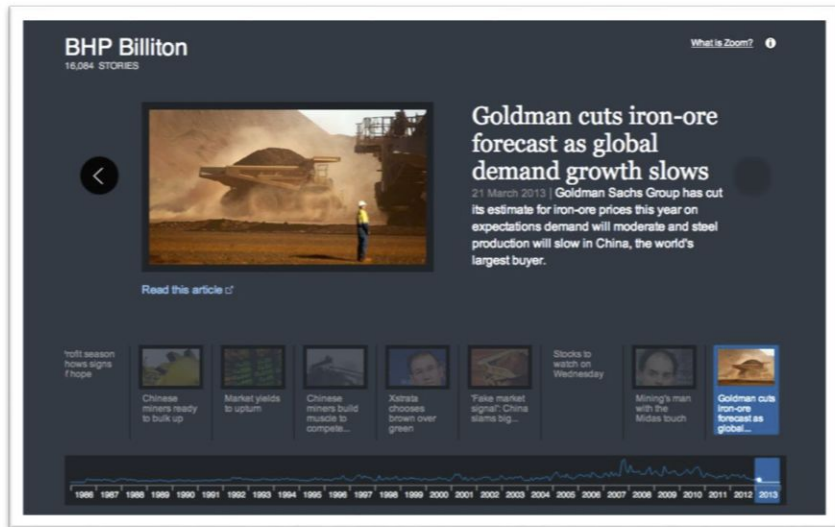 BHP Billiton
16,084 STORIES
What is Zoom?
Goldman cuts iron-ore
forecast as global
demand growth slows
21 March 2013 | Goldman Sachs Group has cut
its estimate for iron-ore prices this year on
expectations demand will moderate and steel
production will slow in China, the world's
largest buyer.
Read this article
rofit season
hows signs
f hope
Chinese
miners ready
to bulk up
Market yields
to upturn
Chinese
miners build
muscle to
compete...
Xstrata
chooses
brown over
green
'Fake market
signal': China
slams big...
Stocks to
watch on
Wednesday
Mining's man
with the
Midas touch
Goldman cuts
iron-ore
forecast as
global...
1986 1987 1988 1989 1990 1991 1992 1993 1994 1995 1996 1997 1998 1999 2000 2001 2002 2003 2004 2005 2006 2007 2008 2009 2010 2011 2012 2013